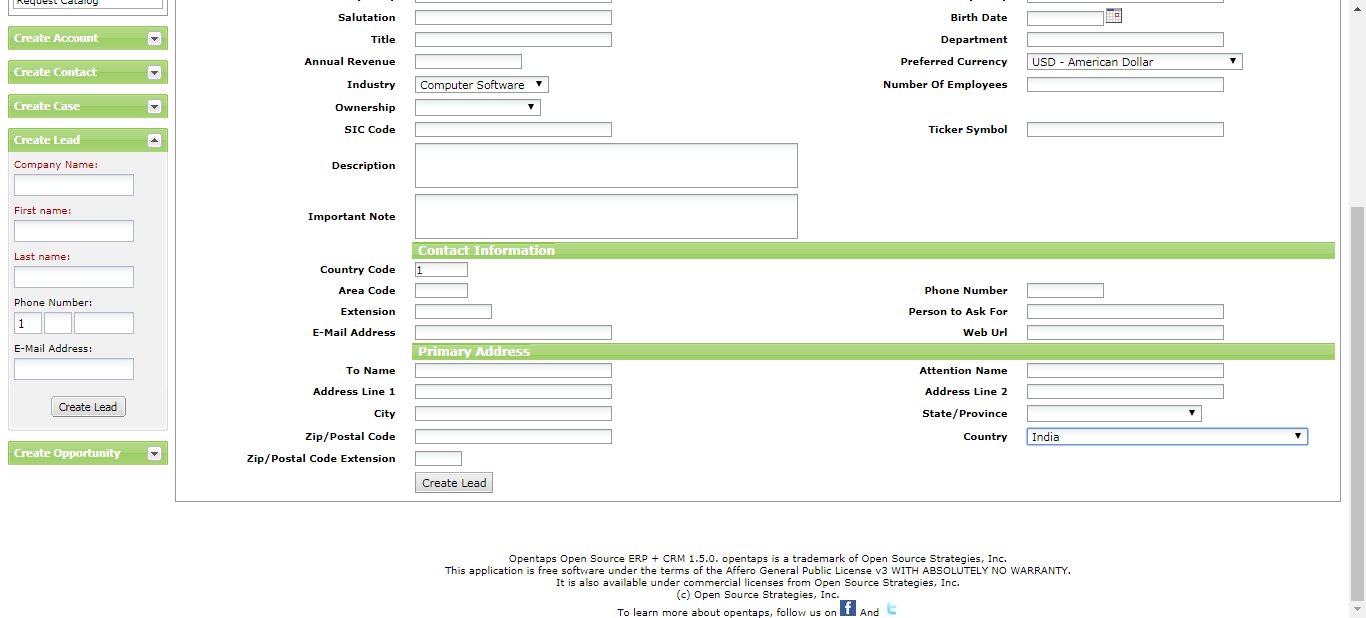 Request Catalog
Create Account
Create Contact
Create Case
Create Lead
Company Name:
First name:
Last name:
Phone Number:
1
E-Mail Address:
Create Lead
Create Opportunity
Salutation Birth Date
Title Department
Annual Revenue Preferred Currency USD - American Dollar
Industry Computer Software Number Of Employees
Ownership
SIC Code Ticker Symbol
Description
Important Note
Contact Information
Country Code 1
Area Code Phone Number
Extension Person to Ask For
E-Mail Address Web Url
Primary Address
To Name Attention Name
Address Line 1 Address Line 2
City State/Province
Zip/Postal Code Country India
Zip/Postal Code Extension
Create Lead
Opentaps Open Source ERP + CRM 1.5.0. opentaps is a trademark of Open Source Strategies, Inc.
This application is free software under the terms of the Affero General Public License v3 WITH ABSOLUTELY NO WARRANTY.
It is also available under commercial licenses from Open Source Strategies, Inc.
(c) Open Source Strategies, Inc.
To learn more about opentaps, follow us on f And t